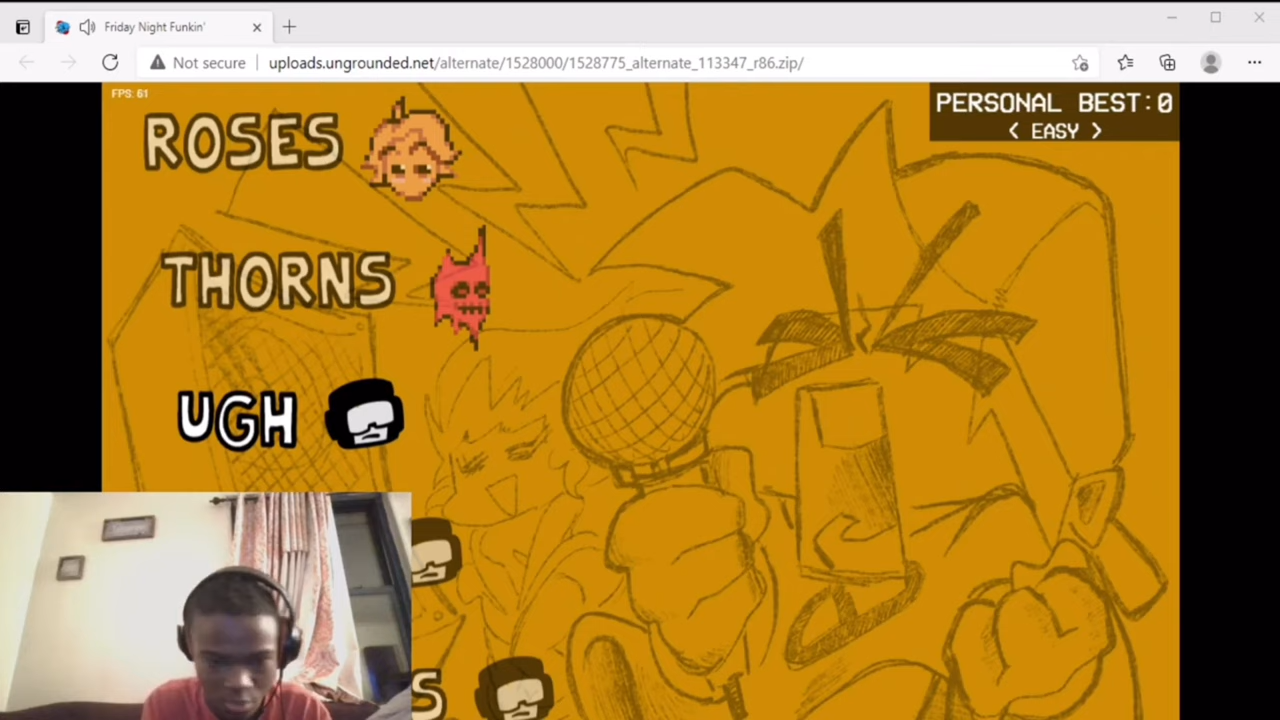 Friday Night Funkin'
Not secure
uploads.ungrounded.net/alternate/1528000/1528775_alternate_113347_r86.zip/
FPS: 61
PERSONAL BEST:0
< EASY >
ROSES
THORNS
UGH
S